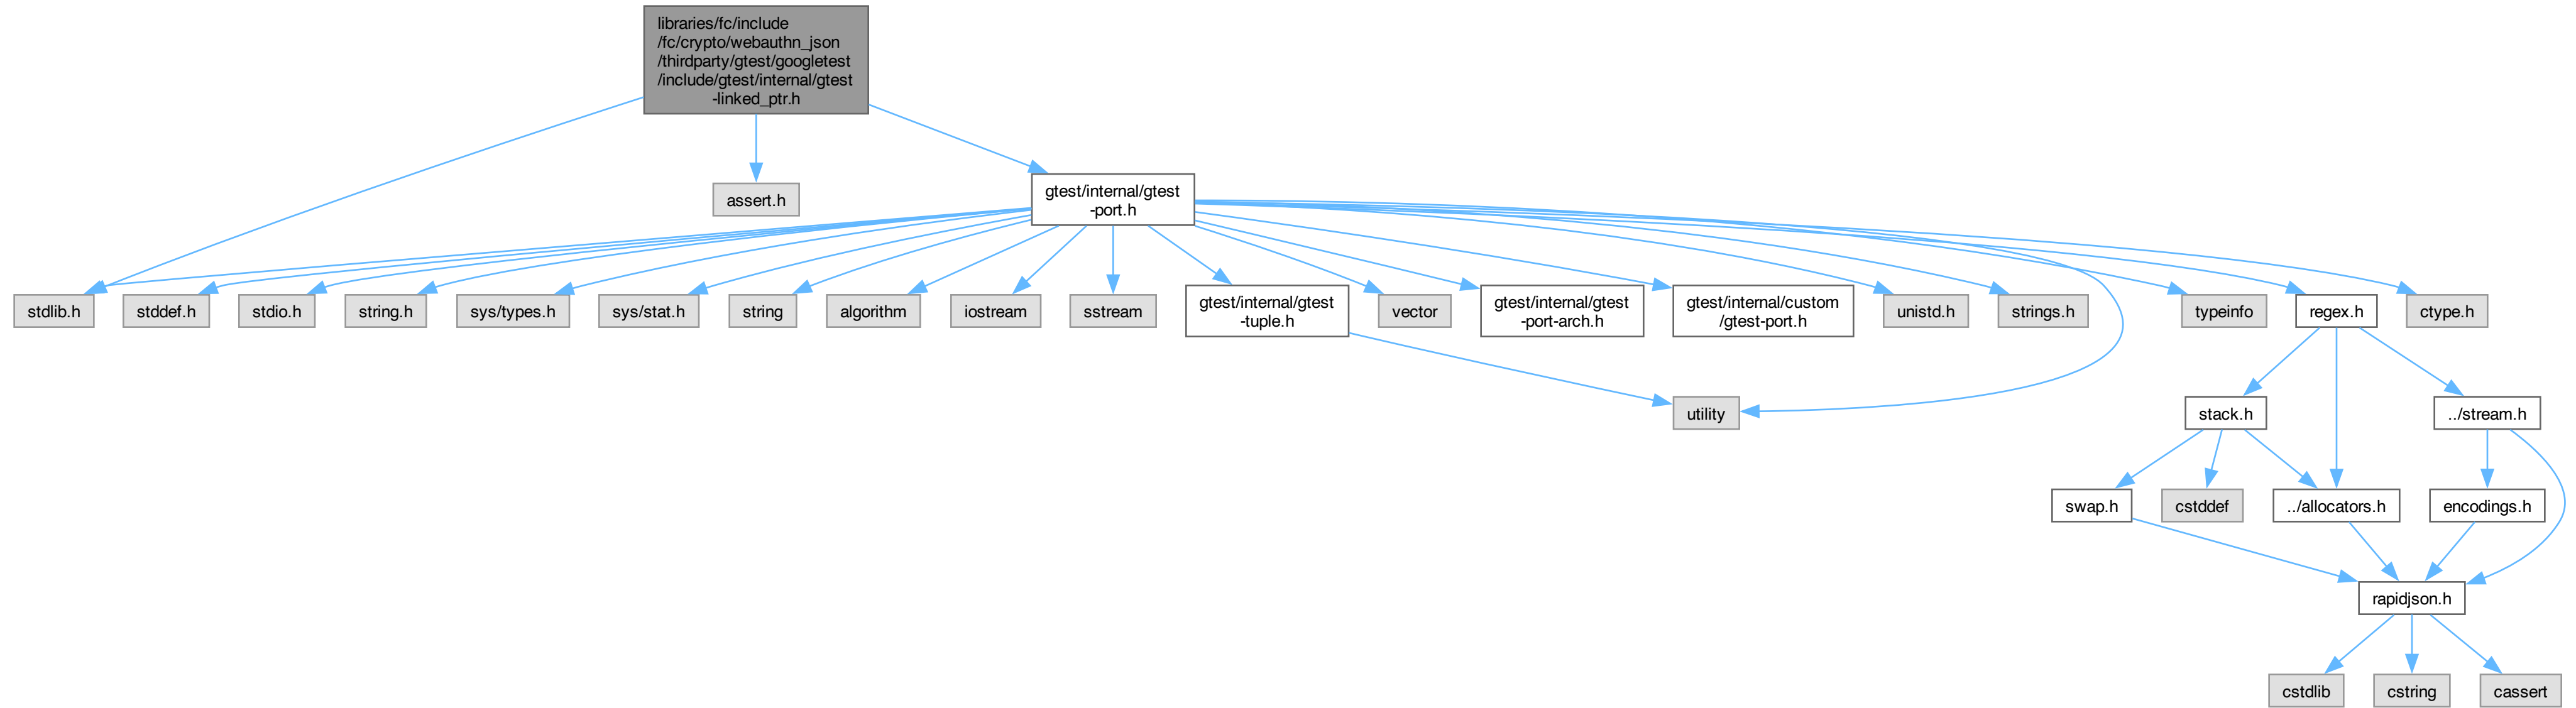 libraries/fc/include
/fc/crypto/webauthn_json
/thirdparty/gtest/googletest
/include/gtest/internal/gtest
-linked_ptr.h
assert.h
gtest/internal/gtest
-port.h
stdlib.h
stddef.h
stdio.h
string.h
sys/types.h
sys/stat.h
string
algorithm
iostream
sstream
gtest/internal/gtest
-tuple.h
vector
gtest/internal/gtest
-port-arch.h
gtest/internal/custom
/gtest-port.h
unistd.h
strings.h
typeinfo
regex.h
ctype.h
utility
stack.h
../stream.h
swap.h
cstddef
../allocators.h
encodings.h
rapidjson.h
cstdlib
cstring
cassert